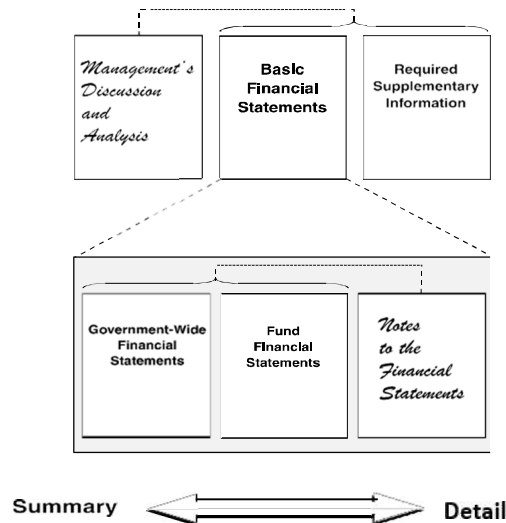 Management's
Discussion
and
Analysis
Basic
Financial
Statements
Required
Supplementary
Information
Government-Wide
Financial
Statements
Fund
Financial
Statements
Notes
to the
Financial
Statements
Summary
Detail